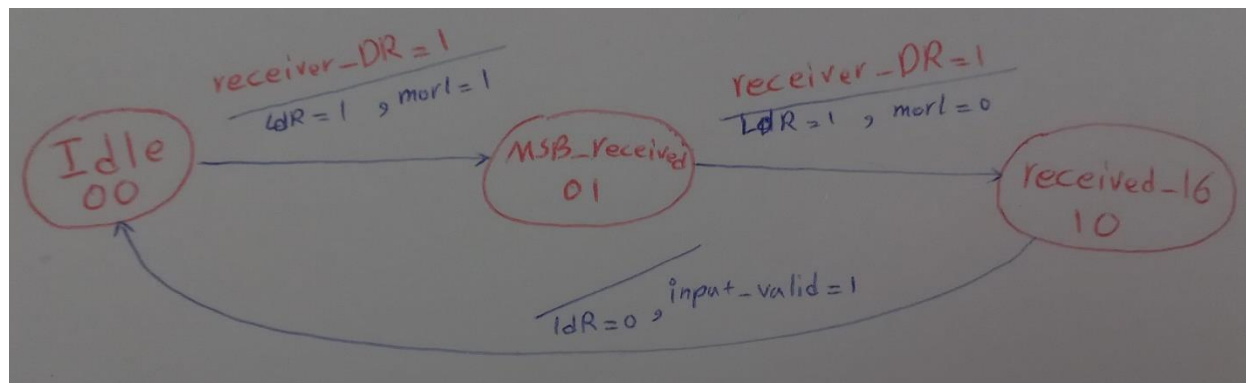 receiver_DR = 1
ldR = 1 , morl = 1
receiver_DR = 1
LdR = 1 , morl = 0
Idle
00
MSB_received
01
received_16
10
ldR = 0 , input_valid = 1